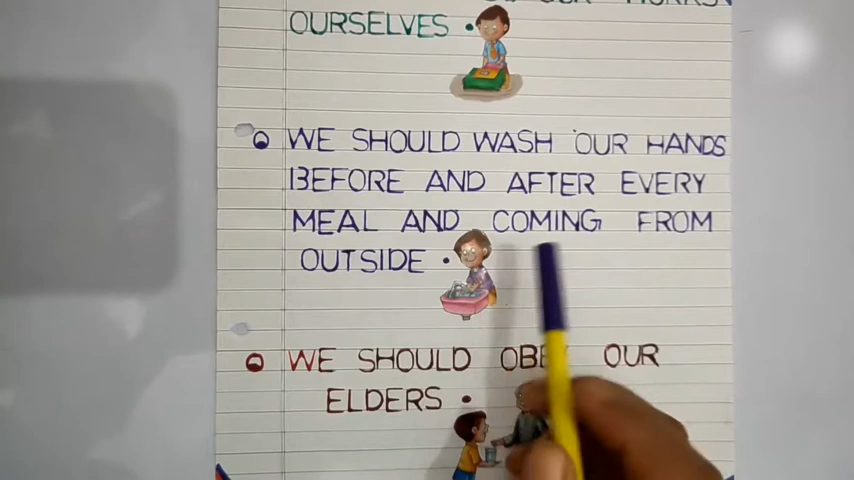 OURSELVES.
WE SHOULD WASH OUR HANDS
BEFORE AND AFTER EVERY
MEAL AND COMING FROM
OUTSIDE.
WE SHOULD OBEY OUR
ELDERS.